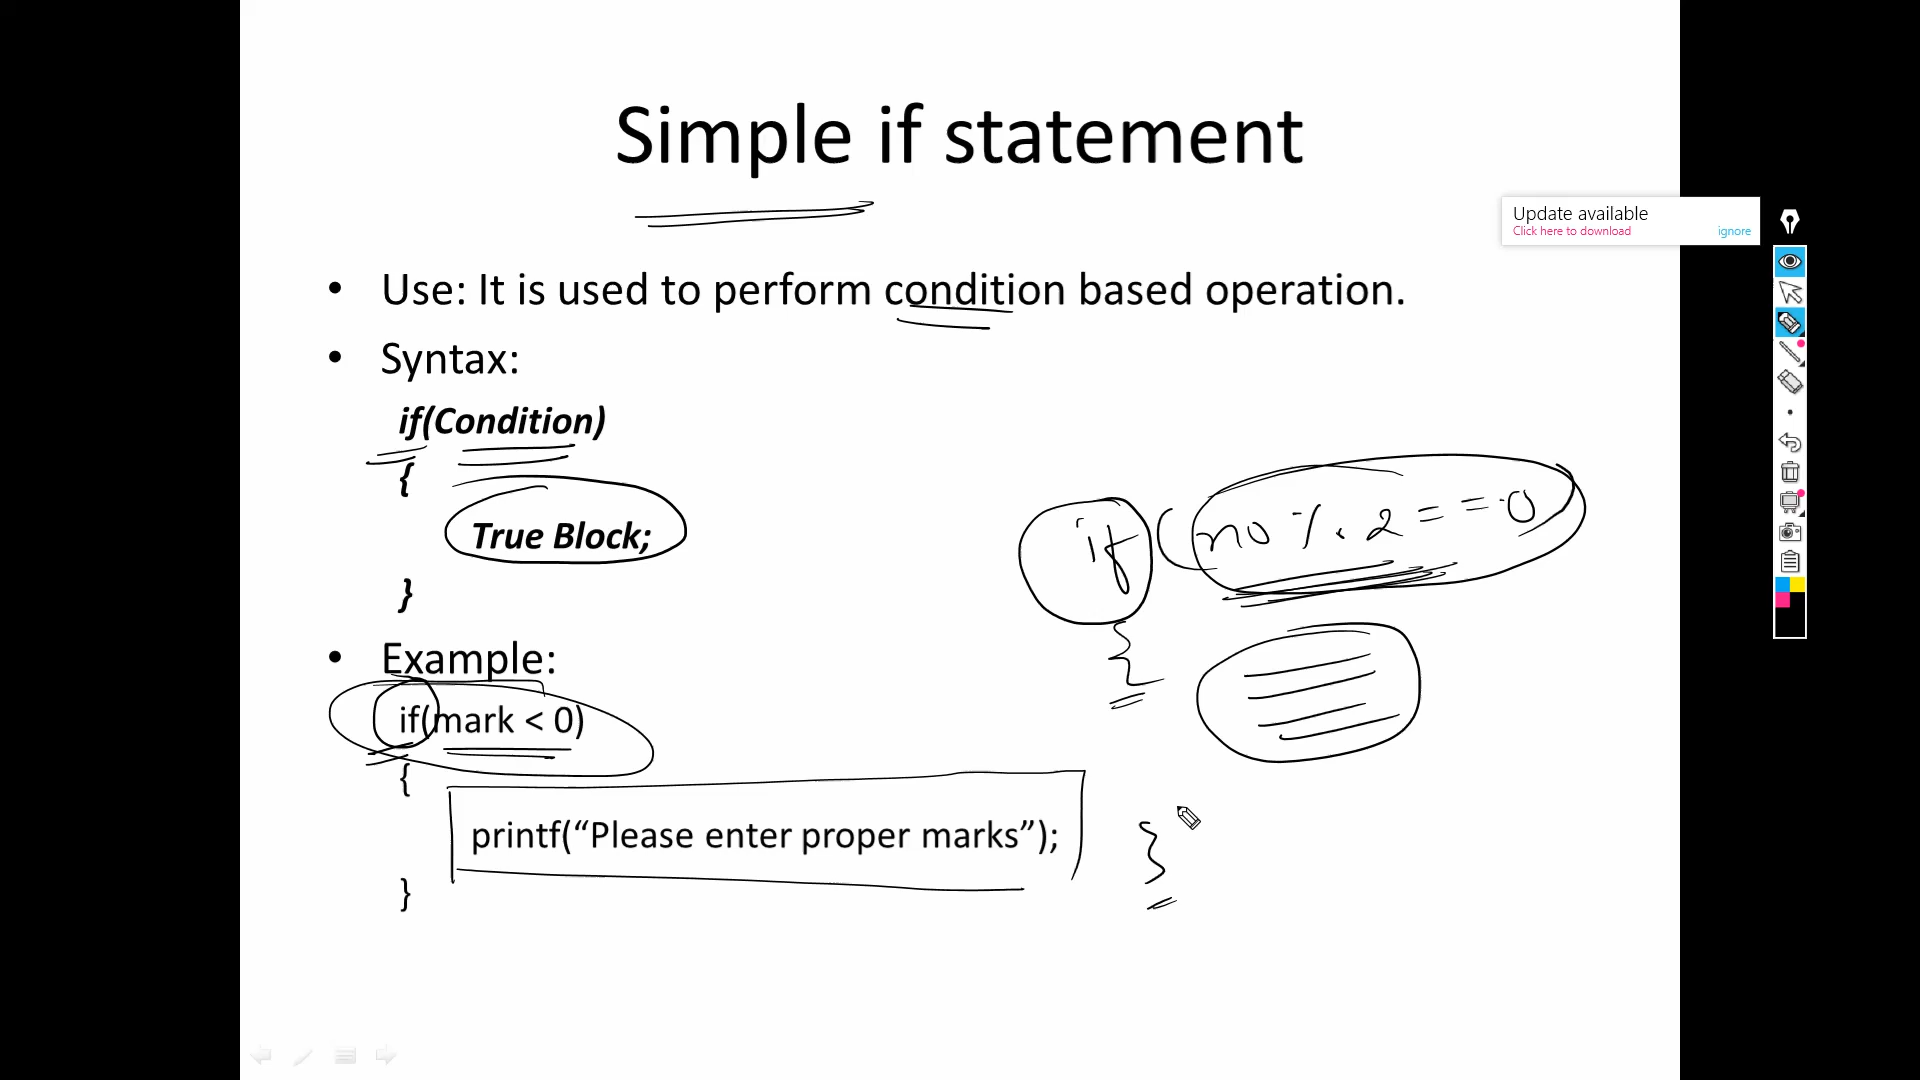 Simple if statement
Update available
Click here to download ignore
• Use: It is used to perform condition based operation.
• Syntax:
if(Condition)
{
True Block;
}
if (no % 2 == 0
{
}
• Example:
if(mark < 0)
{
printf(“Please enter proper marks”);
}